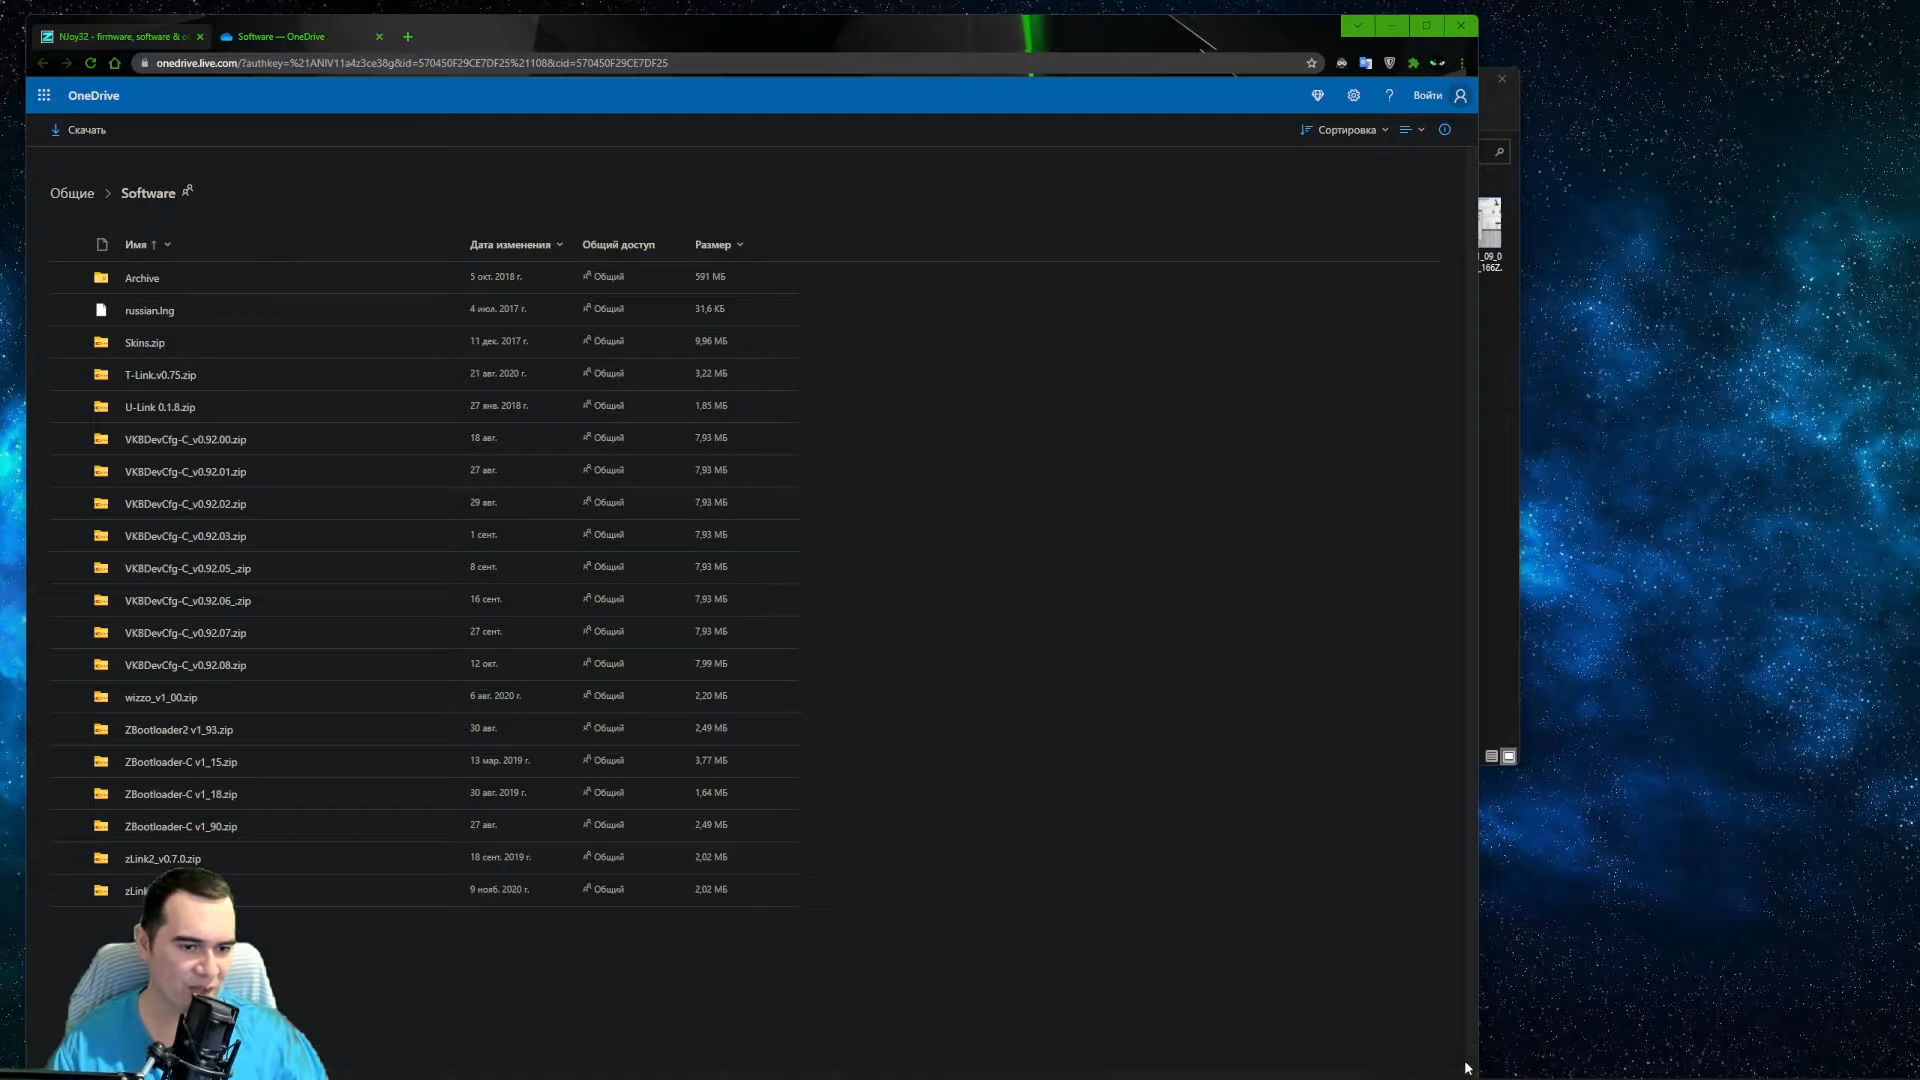 NJoy32 - firmware, software & o
Software — OneDrive
onedrive.live.com/?authkey=%21ANIV11a4z3ce38g&id=570450F29CE7DF25%21108&cid=570450F29CE7DF25
OneDrive
? Войти
Скачать
Сортировка
Общие > Software
Имя ↑ Дата изменения Общий доступ Размер
Archive 5 окт. 2018 г. Общий 591 МБ
russian.lng 4 июл. 2017 г. Общий 31,6 КБ
Skins.zip 11 дек. 2017 г. Общий 9,96 МБ
T-Link.v0.75.zip 21 авг. 2020 г. Общий 3,22 МБ
U-Link 0.1.8.zip 27 янв. 2018 г. Общий 1,85 МБ
VKBDevCfg-C_v0.92.00.zip 18 авг. Общий 7,93 МБ
VKBDevCfg-C_v0.92.01.zip 27 авг. Общий 7,93 МБ
VKBDevCfg-C_v0.92.02.zip 29 авг. Общий 7,93 МБ
VKBDevCfg-C_v0.92.03.zip 1 сент. Общий 7,93 МБ
VKBDevCfg-C_v0.92.05_.zip 8 сент. Общий 7,93 МБ
VKBDevCfg-C_v0.92.06_.zip 16 сент. Общий 7,93 МБ
VKBDevCfg-C_v0.92.07.zip 27 сент. Общий 7,93 МБ
VKBDevCfg-C_v0.92.08.zip 12 окт. Общий 7,99 МБ
wizzo_v1_00.zip 6 авг. 2020 г. Общий 2,20 МБ
ZBootloader2 v1_93.zip 30 авг. Общий 2,49 МБ
ZBootloader-C v1_15.zip 13 мар. 2019 г. Общий 3,77 МБ
ZBootloader-C v1_18.zip 30 авг. 2019 г. Общий 1,64 МБ
ZBootloader-C v1_90.zip 27 авг. Общий 2,49 МБ
zLink2_v0.7.0.zip 18 сент. 2019 г. Общий 2,02 МБ
zLink 9 нояб. 2020 г. Общий 2,02 МБ
_09_0
_166Z.